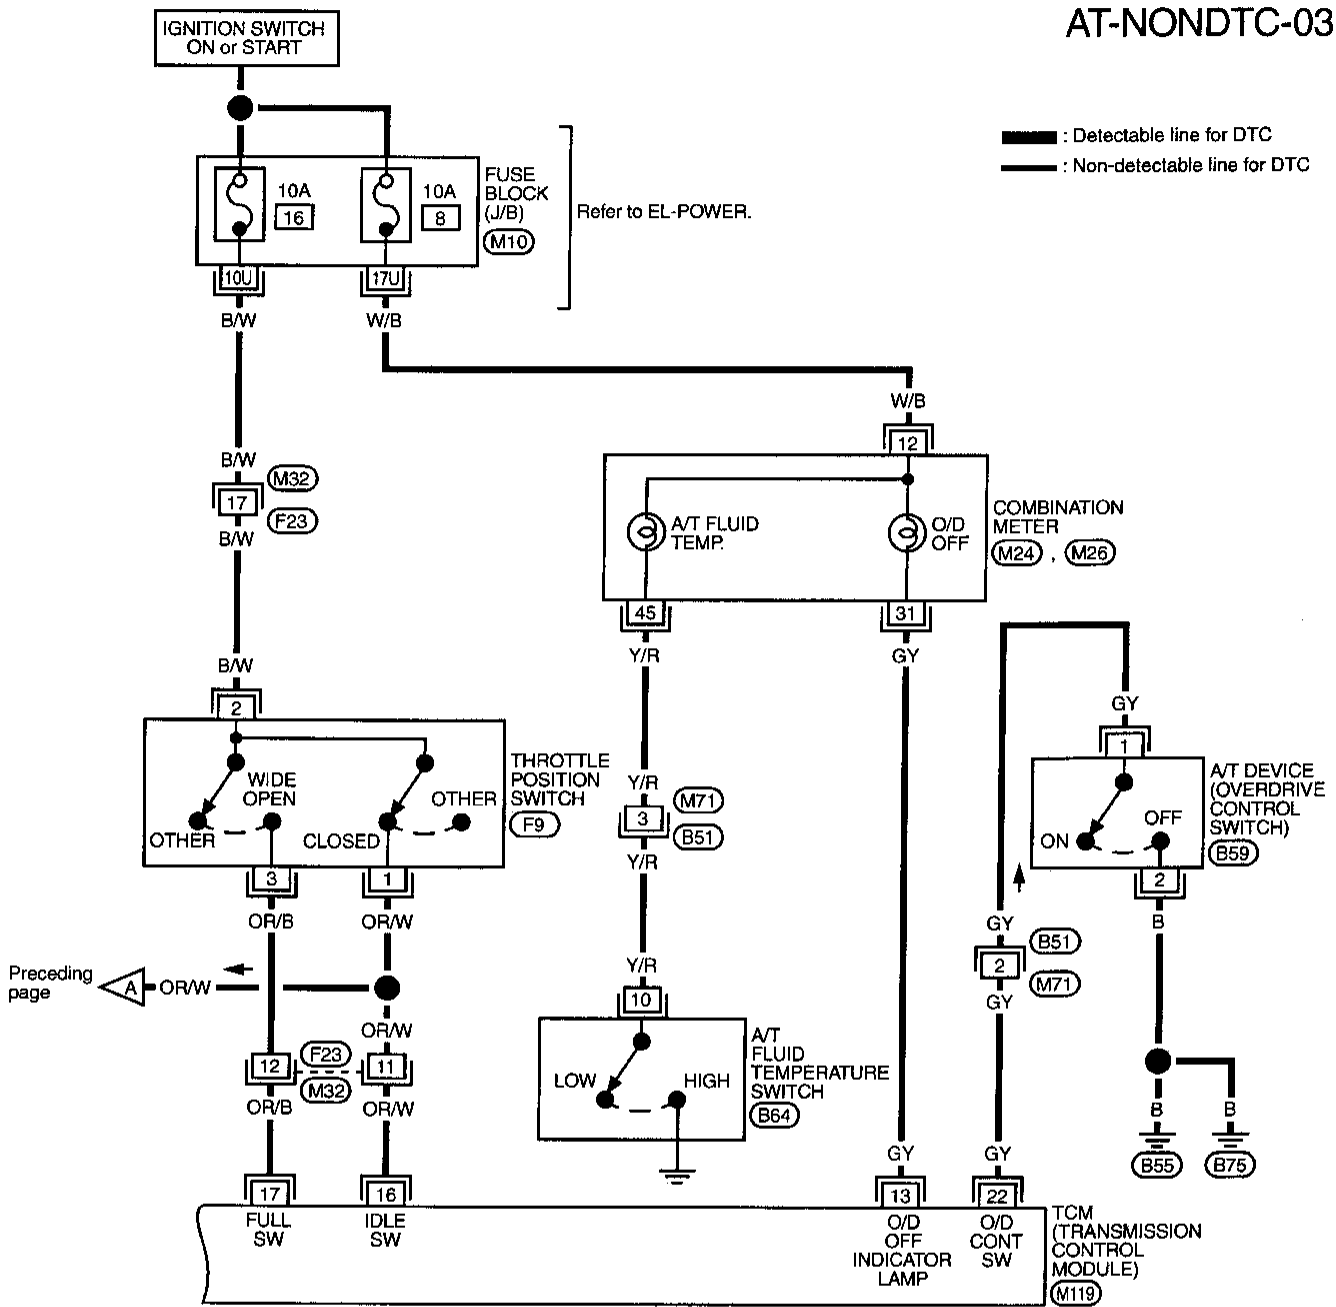 AT-NONDTC-03
IGNITION SWITCH
ON or START
: Detectable line for DTC
: Non-detectable line for DTC
10A
16
10A
8
FUSE
BLOCK
(J/B)
M10
Refer to EL-POWER.
10U
17U
B/W
W/B
W/B
12
B/W
M32
17
F23
B/W
A/T FLUID
TEMP.
O/D
OFF
COMBINATION
METER
M24 , M26
45
31
Y/R
GY
B/W
2
GY
1
WIDE
OPEN
OTHER
OTHER
CLOSED
THROTTLE
POSITION
SWITCH
F9
Y/R
M71
3
B51
Y/R
ON
OFF
A/T DEVICE
(OVERDRIVE
CONTROL
SWITCH)
B59
3
1
2
OR/B
OR/W
GY
B
B51
2
M71
GY
Preceding
page
A
OR/W
Y/R
10
OR/W
12
F23
M32
11
OR/B
OR/W
LOW
HIGH
A/T
FLUID
TEMPERATURE
SWITCH
B64
B
B
B55
B75
GY
GY
17
16
13
22
FULL
SW
IDLE
SW
O/D
OFF
INDICATOR
LAMP
O/D
CONT
SW
TCM
(TRANSMISSION
CONTROL
MODULE)
M119